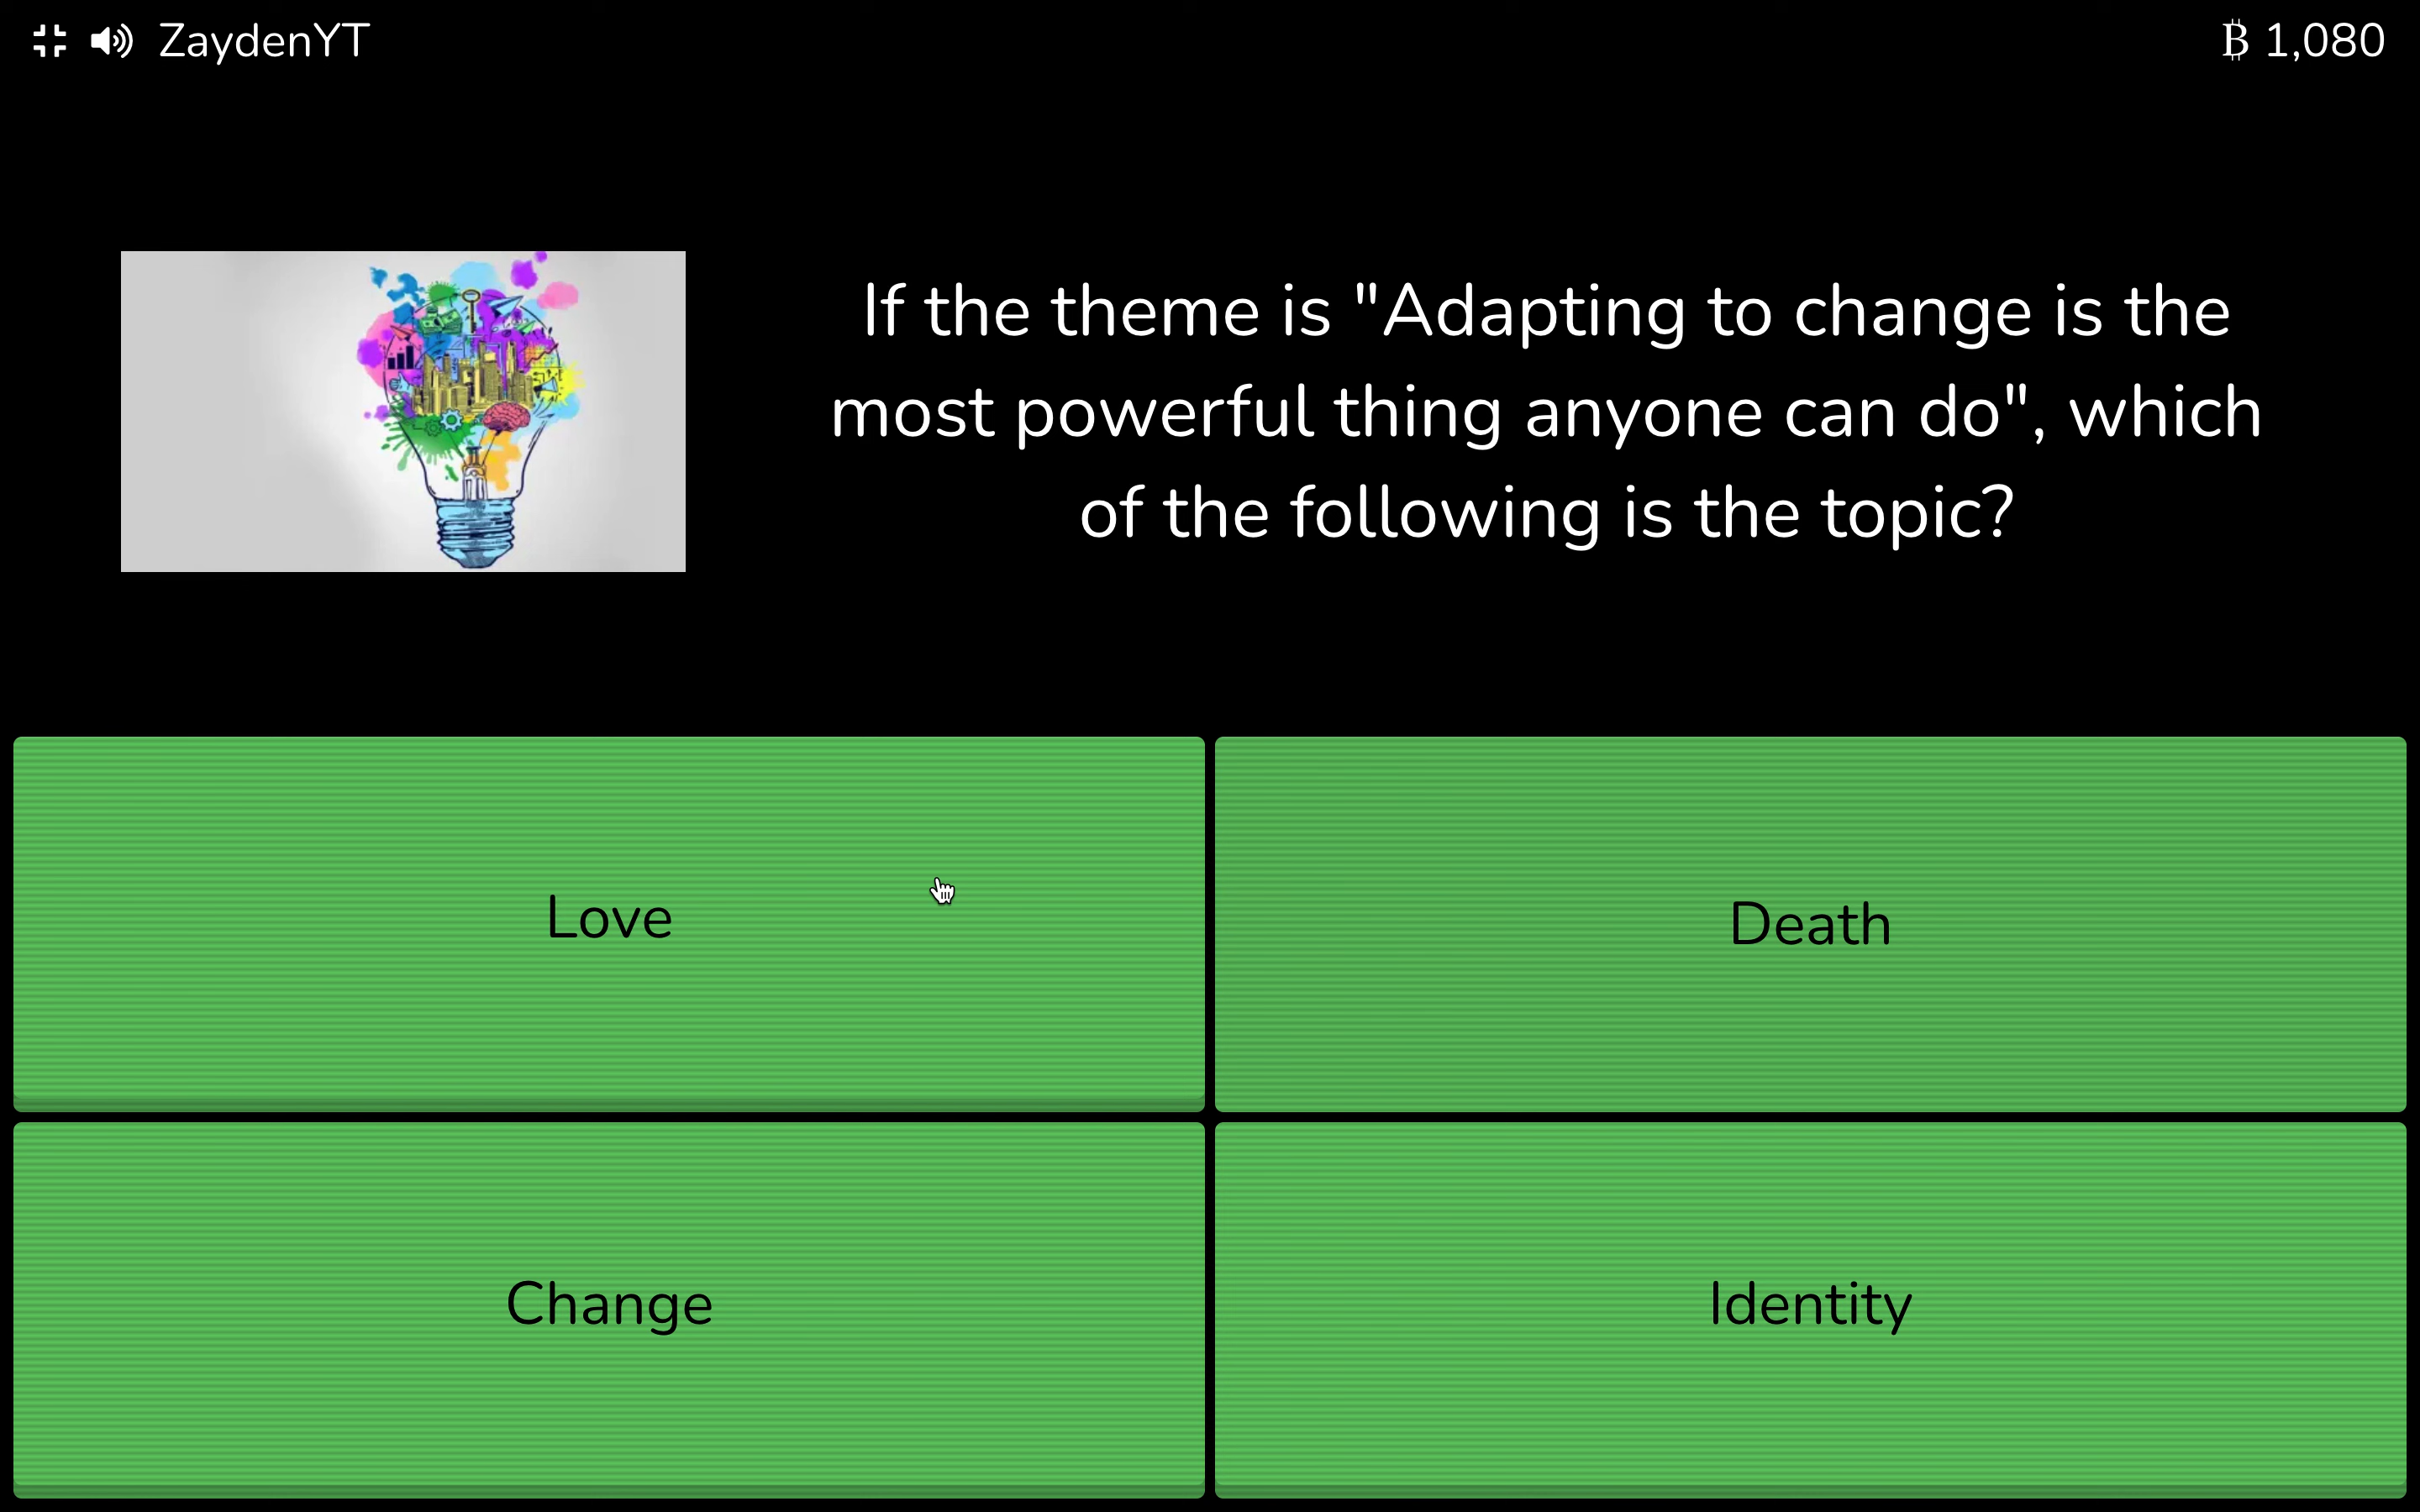 ZaydenYT
₿ 1,080
If the theme is "Adapting to change is the
most powerful thing anyone can do", which
of the following is the topic?
Love
Death
Change
Identity